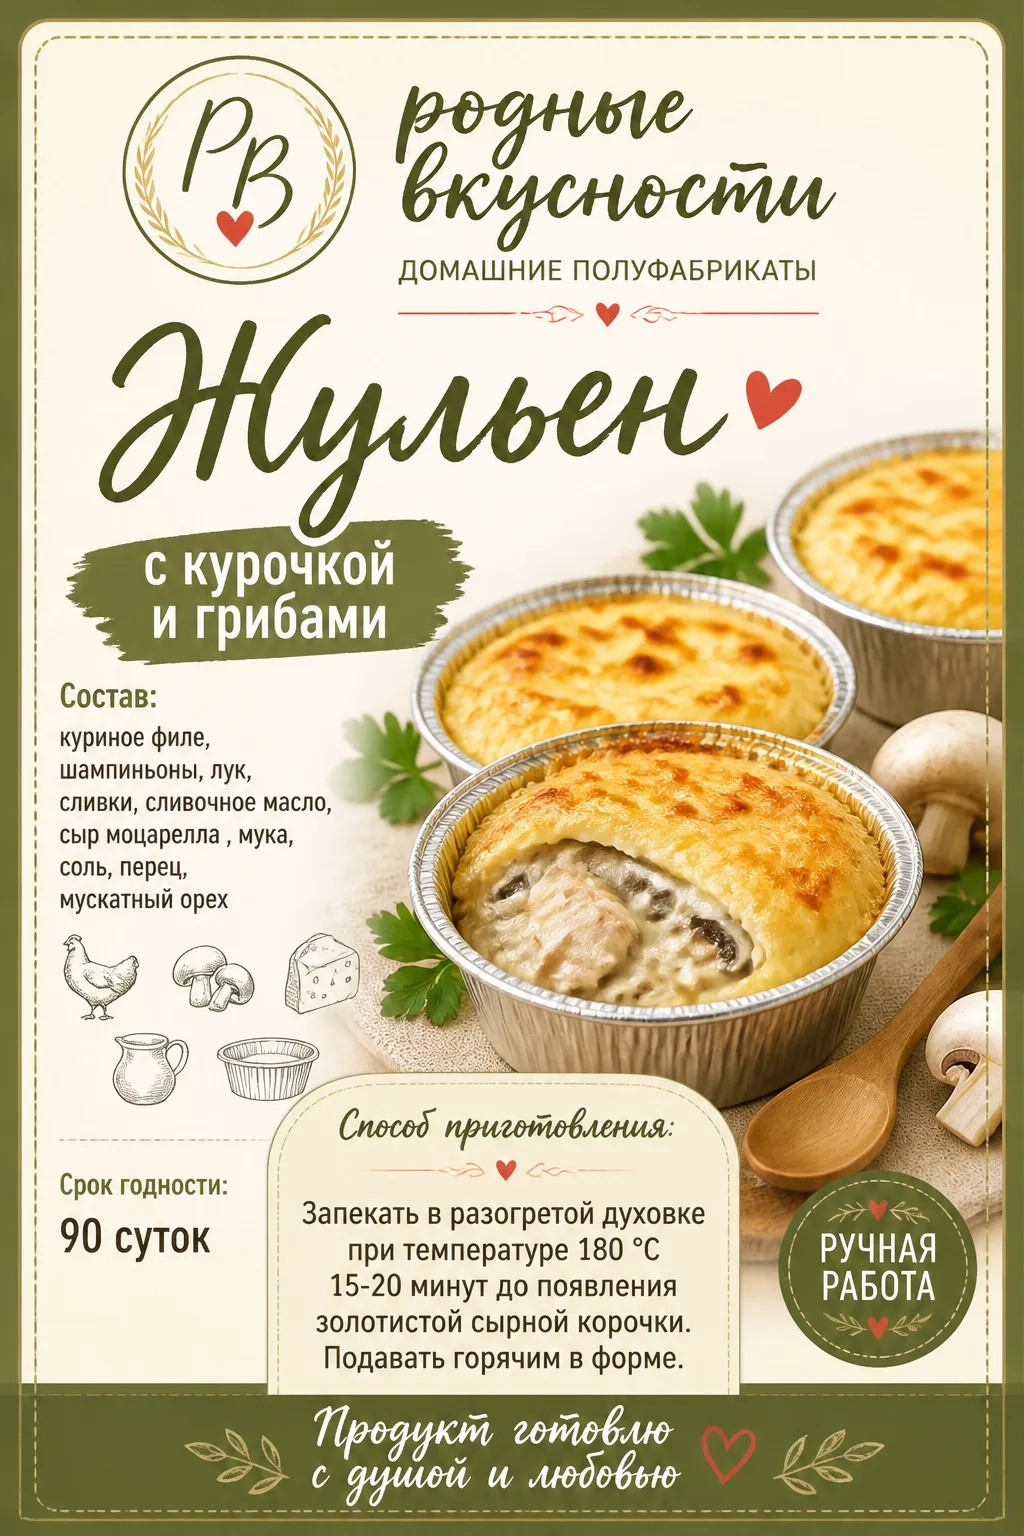 РВ
родные
вкусности
ДОМАШНИЕ ПОЛУФАБРИКАТЫ
Жульен
с курочкой
и грибами
Состав:
куриное филе,
шампиньоны, лук,
сливки, сливочное масло,
сыр моцарелла , мука,
соль, перец,
мускатный орех
Срок годности:
90 суток
Способ приготовления:
Запекать в разогретой духовке
при температуре 180 °C
15-20 минут до появления
золотистой сырной корочки.
Подавать горячим в форме.
РУЧНАЯ
РАБОТА
Продукт готовлю
с душой и любовью